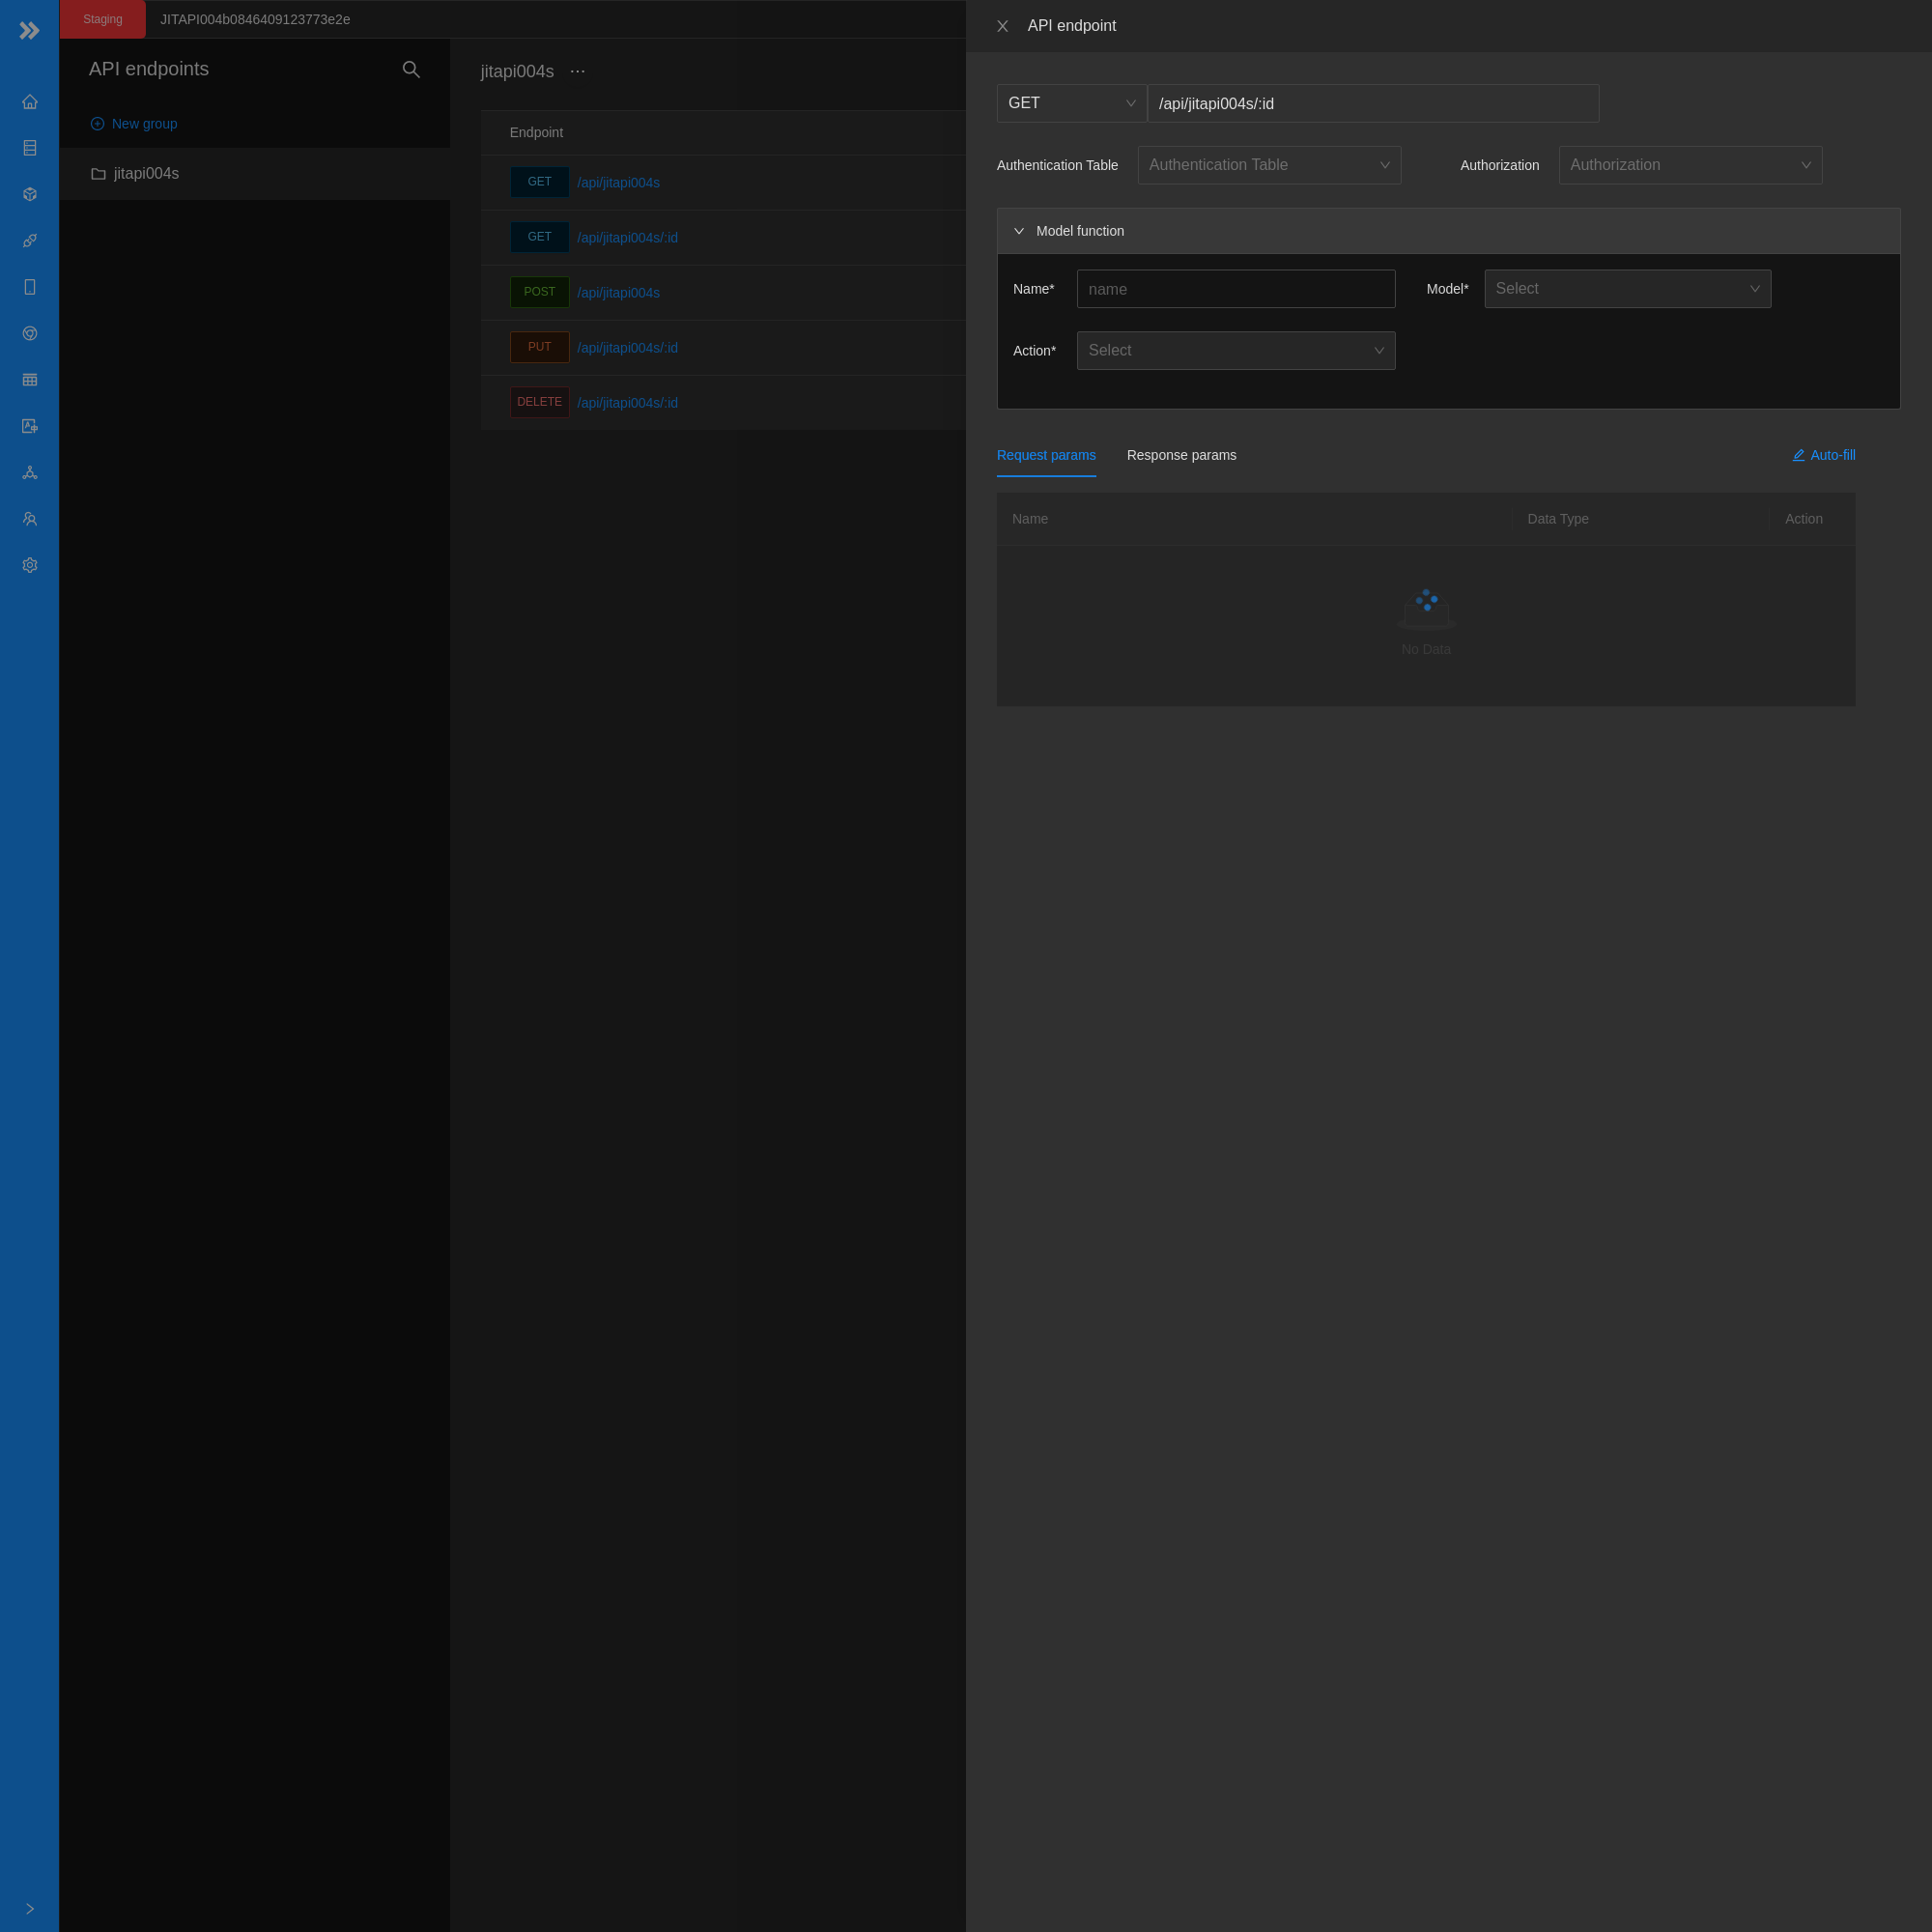 Staging JITAPI004b0846409123773e2e
API endpoints
New group
jitapi004s
jitapi004s ···
Endpoint
GET /api/jitapi004s
GET /api/jitapi004s/:id
POST /api/jitapi004s
PUT /api/jitapi004s/:id
DELETE /api/jitapi004s/:id
API endpoint
GET /api/jitapi004s/:id
Authentication Table Authentication Table Authorization Authorization
Model function
Name* name Model* Select
Action* Select
Request params Response params Auto-fill
Name Data Type Action
No Data